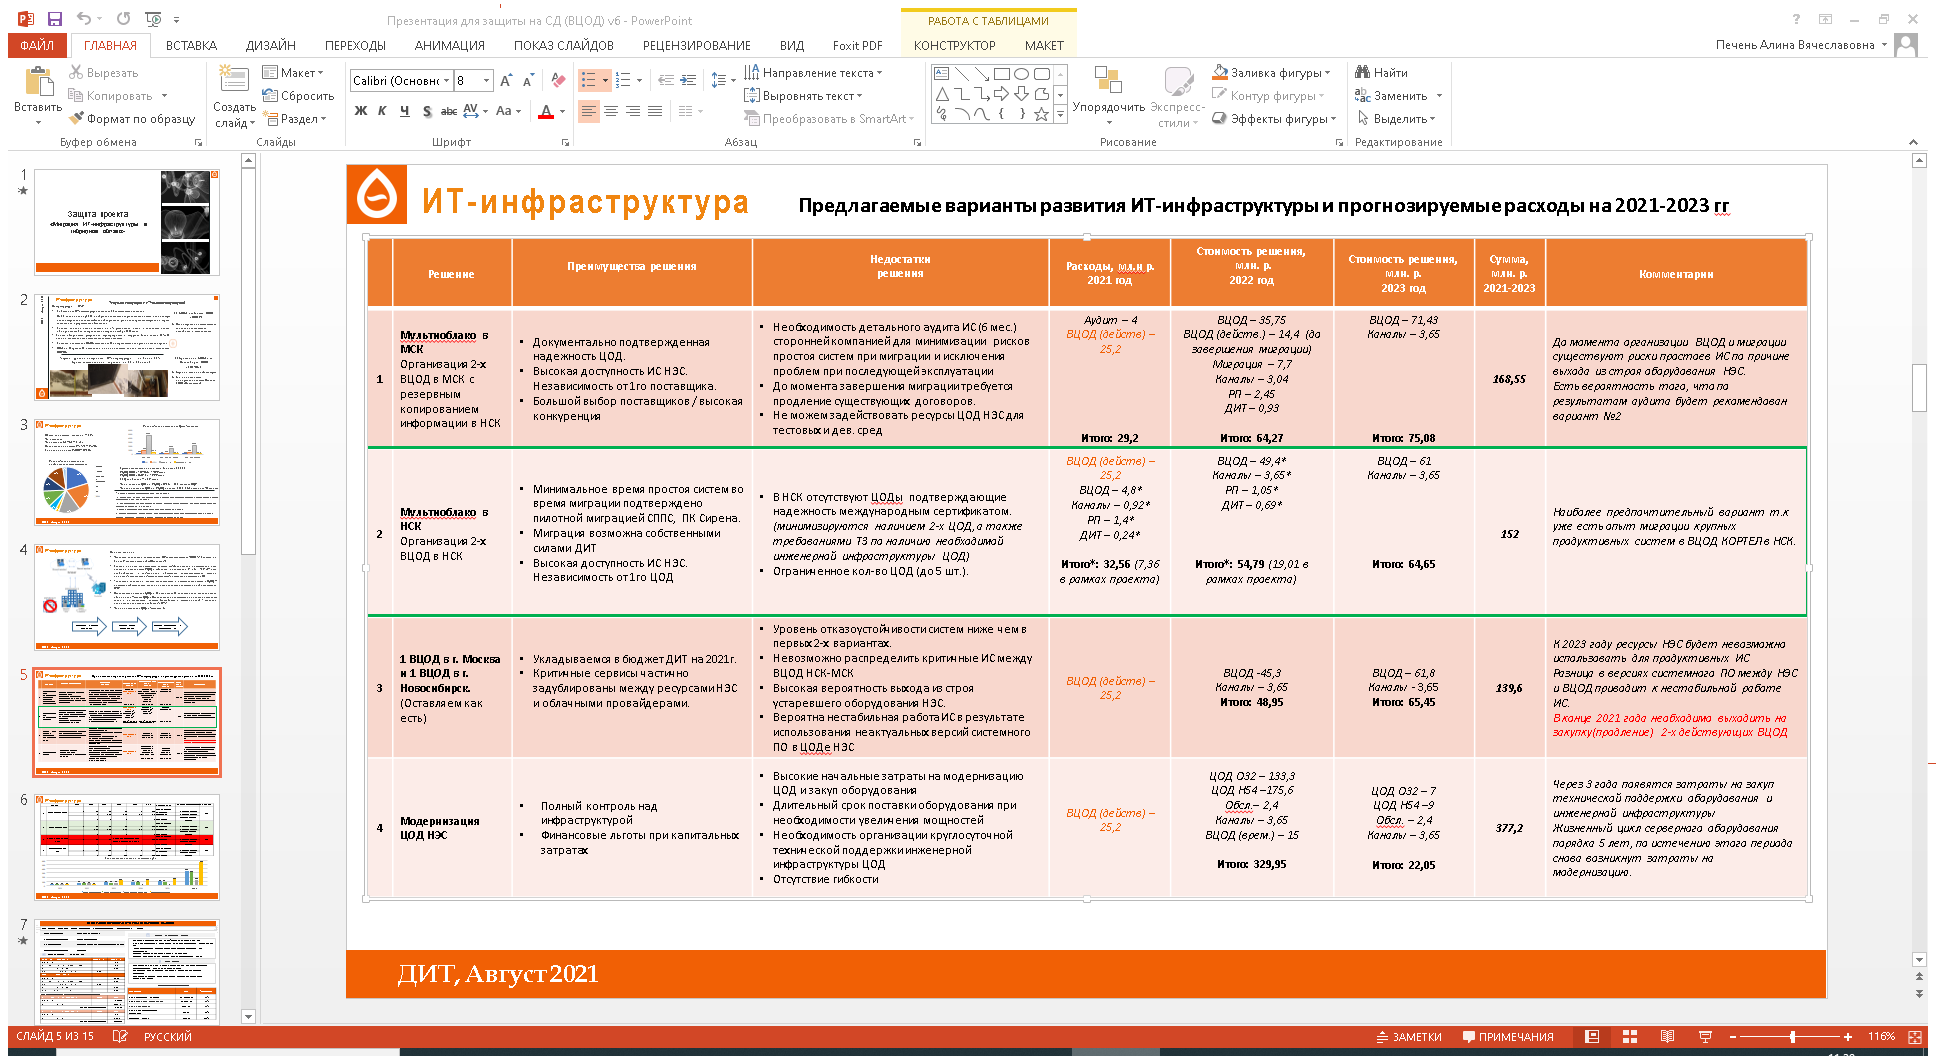 Презентация для защиты на СД (ВЦОД) v6 - PowerPoint
РАБОТА С ТАБЛИЦАМИ
ФАЙЛ ГЛАВНАЯ ВСТАВКА ДИЗАЙН ПЕРЕХОДЫ АНИМАЦИЯ ПОКАЗ СЛАЙДОВ РЕЦЕНЗИРОВАНИЕ ВИД Foxit PDF КОНСТРУКТОР МАКЕТ
Печень Алина Вячеславовна
Вставить
Вырезать
Копировать
Формат по образцу
Буфер обмена
Создать
слайд
Макет
Сбросить
Раздел
Слайды
Calibri (Основн 8
Ж К Ч S abc AV Aa А
Шрифт
Направление текста
Выровнять текст
Преобразовать в SmartArt
Абзац
Упорядочить
Экспресс-
стили
Заливка фигуры
Контур фигуры
Эффекты фигуры
Рисование
Найти
Заменить
Выделить
Редактирование
1
Защита проекта
«Миграция ИТ-инфраструктуры в
гибридное облако»
2
3
4
5
6
7
ИТ-инфраструктура
Предлагаемые варианты развития ИТ-инфраструктуры и прогнозируемые расходы на 2021-2023 гг
Решение
Преимущества решения
Недостатки
решения
Расходы, млн р.
2021 год
Стоимость решения,
млн. р.
2022 год
Стоимость решения,
млн. р.
2023 год
Сумма,
млн. р.
2021-2023
Комментарии
1
Мультиоблако в
МСК
Организация 2-х
ВЦОД в МСК с
резервным
копированием
информации в НСК
• Документально подтвержденная
надежность ЦОД.
• Высокая доступность ИС НЭС.
Независимость от 1го поставщика.
• Большой выбор поставщиков / высокая
конкуренция
• Необходимость детального аудита ИС (6 мес.)
сторонней компанией для минимизации рисков
простоя систем при миграции и исключения
проблем при последующей эксплуатации
• До момента завершения миграции требуется
продление существующих договоров.
• Не можем задействовать ресурсы ЦОД НЭС для
тестовых и дев. сред
Аудит – 4
ВЦОД (действ) –
25,2
Итого: 29,2
ВЦОД – 35,75
ВЦОД (действ.) – 14,4 (до
завершения миграции)
Миграция – 7,7
Каналы – 3,04
РП – 2,45
ДИТ – 0,93
Итого: 64,27
ВЦОД – 71,43
Каналы – 3,65
Итого: 75,08
168,55
До момента организации ВЦОД и миграции
существуют риски простоев ИС по причине
выхода из строя оборудования НЭС.
Есть вероятность того, что по
результатам аудита будет рекомендован
вариант №2
2
Мультиоблако в
НСК
Организация 2-х
ВЦОД в НСК
• Минимальное время простоя систем во
время миграции подтверждено
пилотной миграцией СППС, ПК Сирена.
• Миграция возможна собственными
силами ДИТ
• Высокая доступность ИС НЭС.
Независимость от 1го ЦОД
• В НСК отсутствуют ЦОДы подтверждающие
надежность международным сертификатом.
(минимизируются наличием 2-х ЦОД, а также
требованиями ТЗ по наличию необходимой
инженерной инфраструктуры ЦОД)
• Ограниченное кол-во ЦОД (до 5 шт.).
ВЦОД (действ) –
25,2
ВЦОД – 4,8*
Каналы – 0,92*
РП – 1,4*
ДИТ – 0,24*
Итого*: 32,56 (7,36
в рамках проекта)
ВЦОД – 49,4*
Каналы – 3,65*
РП – 1,05*
ДИТ – 0,69*
Итого*: 54,79 (19,01 в
рамках проекта)
ВЦОД – 61
Каналы – 3,65
Итого: 64,65
152
Наиболее предпочтительный вариант т.к
уже есть опыт миграции крупных
продуктивных систем в ВЦОД КОРТЕЛ в НСК.
3
1 ВЦОД в г. Москва
и 1 ВЦОД в г.
Новосибирск.
(Оставляем как
есть)
• Укладываемся в бюджет ДИТ на 2021г.
• Критичные сервисы частично
задублированы между ресурсами НЭС
и облачными провайдерами.
• Уровень отказоустойчивости систем ниже чем в
первых 2-х вариантах.
• Невозможно распределить критичные ИС между
ВЦОД НСК-МСК
• Высокая вероятность выхода из строя
устаревшего оборудования НЭС.
• Вероятна нестабильная работа ИС в результате
использования неактуальных версий системного
ПО в ЦОДе НЭС
ВЦОД (действ) –
25,2
ВЦОД -45,3
Каналы – 3,65
Итого: 48,95
ВЦОД – 61,8
Каналы - 3,65
Итого: 65,45
139,6
К 2023 году ресурсы НЭС будет невозможно
использовать для продуктивных ИС
Разница в версиях системного ПО между НЭС
и ВЦОД приводит к нестабильной работе
ИС.
В конце 2021 года необходимо выходить на
закупку(продление) 2-х действующих ВЦОД
4
Модернизация
ЦОД НЭС
• Полный контроль над
инфраструктурой
• Финансовые льготы при капитальных
затратах
• Высокие начальные затраты на модернизацию
ЦОД и закуп оборудования
• Длительный срок поставки оборудования при
необходимости увеличения мощностей
• Необходимость организации круглосуточной
технической поддержки инженерной
инфраструктуры ЦОД
• Отсутствие гибкости
ВЦОД (действ) –
25,2
ЦОД О32 – 133,3
ЦОД Н54 –175,6
Обсл.– 2,4
Каналы – 3,65
ВЦОД (врем.) – 15
Итого: 329,95
ЦОД О32 – 7
ЦОД Н54 –9
Обсл. – 2,4
Каналы – 3,65
Итого: 22,05
377,2
Через 3 года появятся затраты на закуп
технической поддержки оборудования и
инженерной инфраструктуры
Жизненный цикл серверного оборудования
порядка 5 лет, по истечению этого периода
снова возникнут затраты на
модернизацию.
ДИТ, Август 2021
СЛАЙД 5 ИЗ 15 РУССКИЙ ЗАМЕТКИ ПРИМЕЧАНИЯ 116%